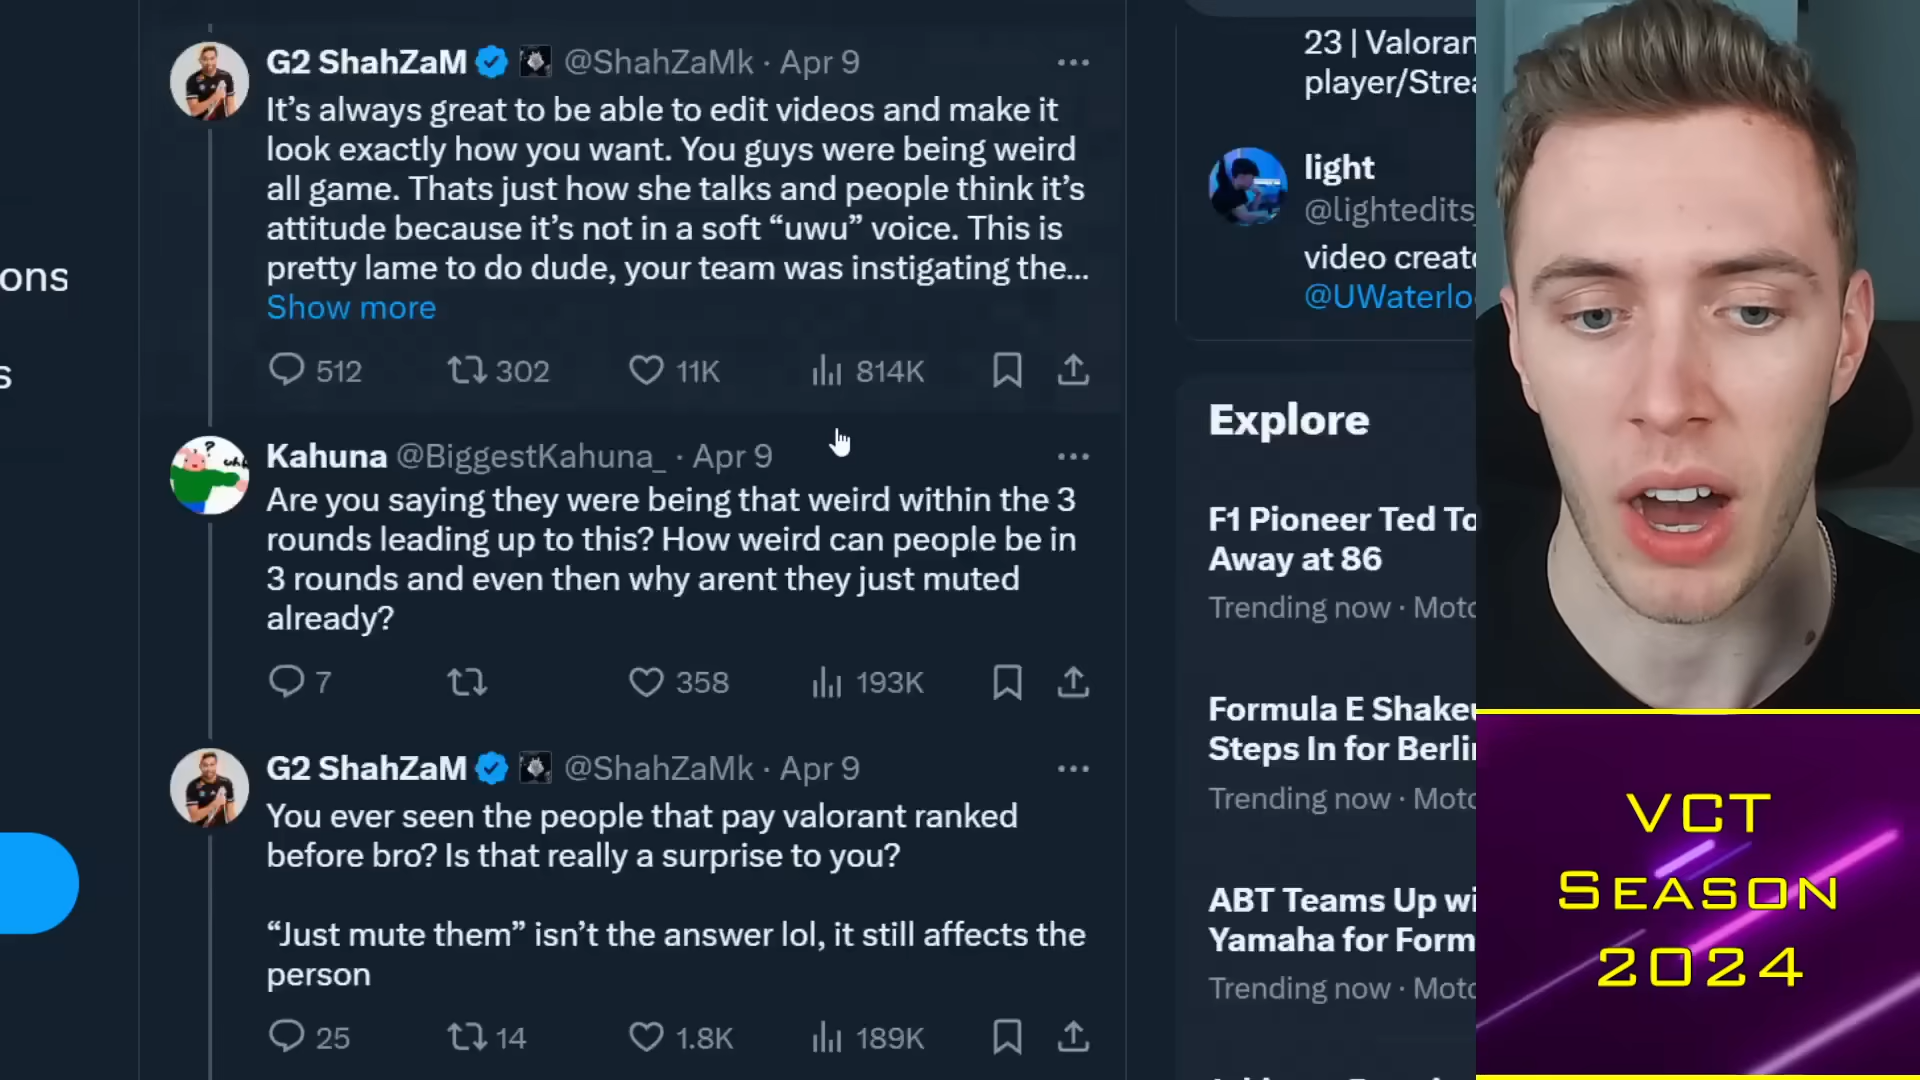 G2 ShahZaM @ShahZaMk · Apr 9
It's always great to be able to edit videos and make it
look exactly how you want. You guys were being weird
all game. Thats just how she talks and people think it's
attitude because it's not in a soft “uwu” voice. This is
pretty lame to do dude, your team was instigating the...
Show more
512 302 11K 814K
Kahuna @BiggestKahuna_ · Apr 9
Are you saying they were being that weird within the 3
rounds leading up to this? How weird can people be in
3 rounds and even then why arent they just muted
already?
7 358 193K
G2 ShahZaM @ShahZaMk · Apr 9
You ever seen the people that pay valorant ranked
before bro? Is that really a surprise to you?
“Just mute them” isn't the answer lol, it still affects the
person
25 14 1.8K 189K
ons
s
23 | Valoran
player/Strea
light
@lightedits_
video creato
@UWaterlo
Explore
F1 Pioneer Ted To
Away at 86
Trending now · Moto
Formula E Shake
Steps In for Berlin
Trending now · Moto
ABT Teams Up wi
Yamaha for Form
Trending now · Moto
VCT
SEASON
2024